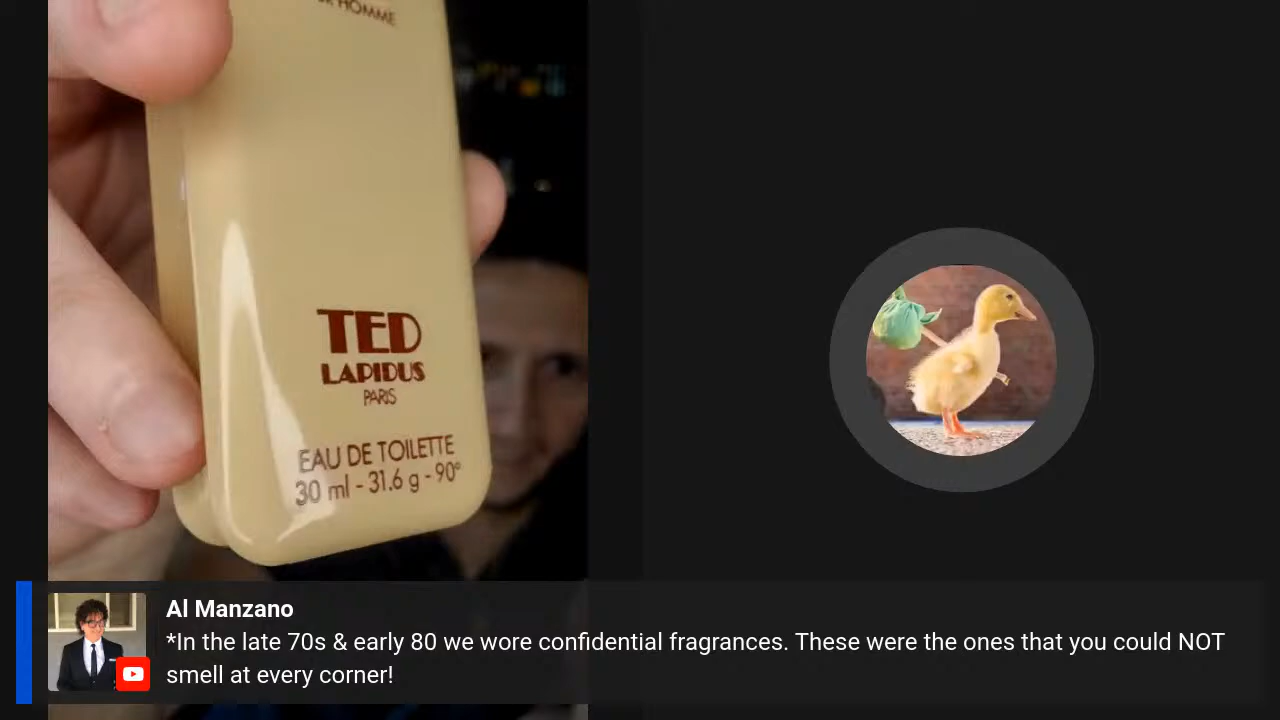 HOMME
TED
LAPIDUS
PARIS
EAU DE TOILETTE
30 ml - 31.6 g - 90°
Al Manzano
*In the late 70s & early 80 we wore confidential fragrances. These were the ones that you could NOT
smell at every corner!